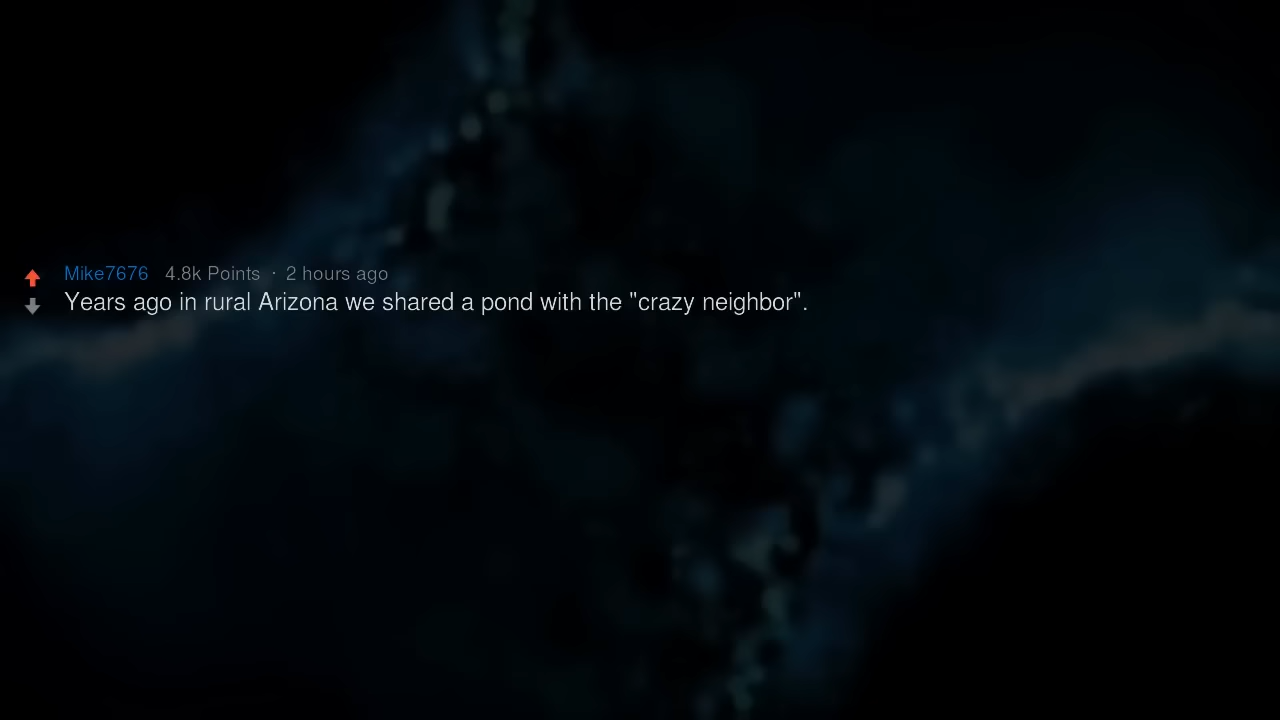 Mike7676 4.8k Points · 2 hours ago
Years ago in rural Arizona we shared a pond with the "crazy neighbor".